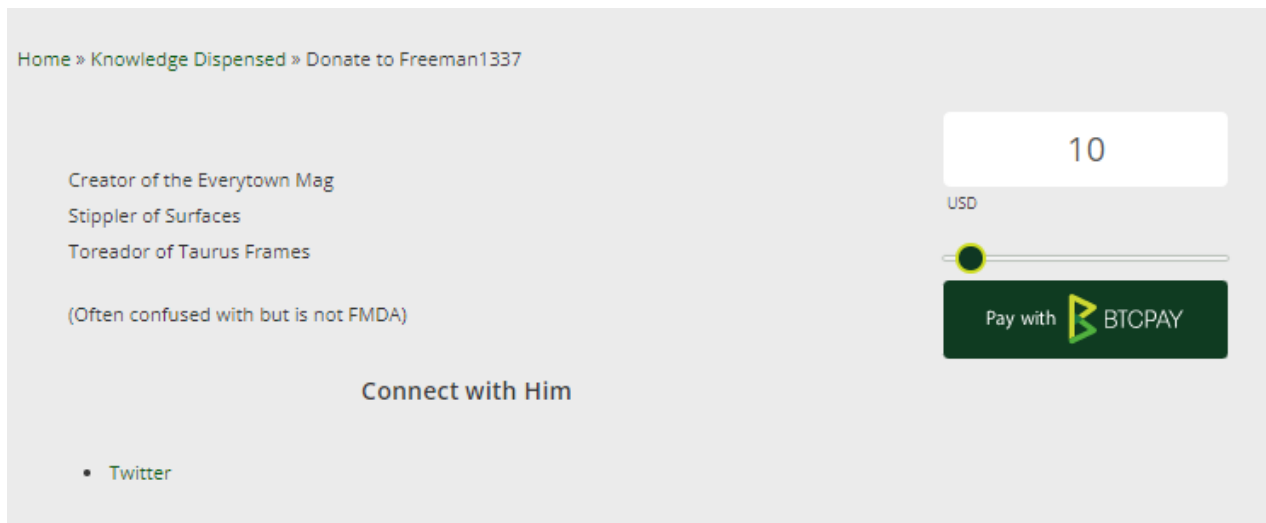 Home » Knowledge Dispensed » Donate to Freeman1337
Creator of the Everytown Mag
Stippler of Surfaces
Toreador of Taurus Frames
(Often confused with but is not FMDA)
Connect with Him
• Twitter
10
USD
Pay with BTCPAY